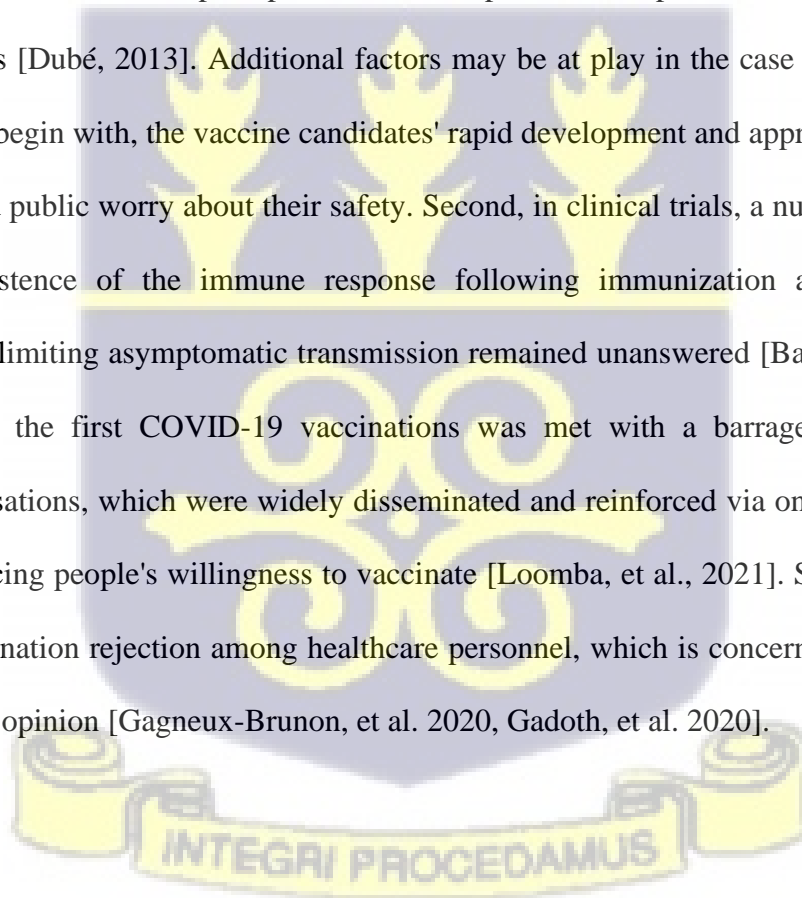 s [Dubé, 2013]. Additional factors may be at play in the case
begin with, the vaccine candidates' rapid development and appr
public worry about their safety. Second, in clinical trials, a nu
stence of the immune response following immunization a
limiting asymptomatic transmission remained unanswered [Ba
the first COVID-19 vaccinations was met with a barrage
sations, which were widely disseminated and reinforced via on
cing people's willingness to vaccinate [Loomba, et al., 2021]. S
nation rejection among healthcare personnel, which is concern
opinion [Gagneux-Brunon, et al. 2020, Gadoth, et al. 2020].
INTEGRI PROCEDAMUS